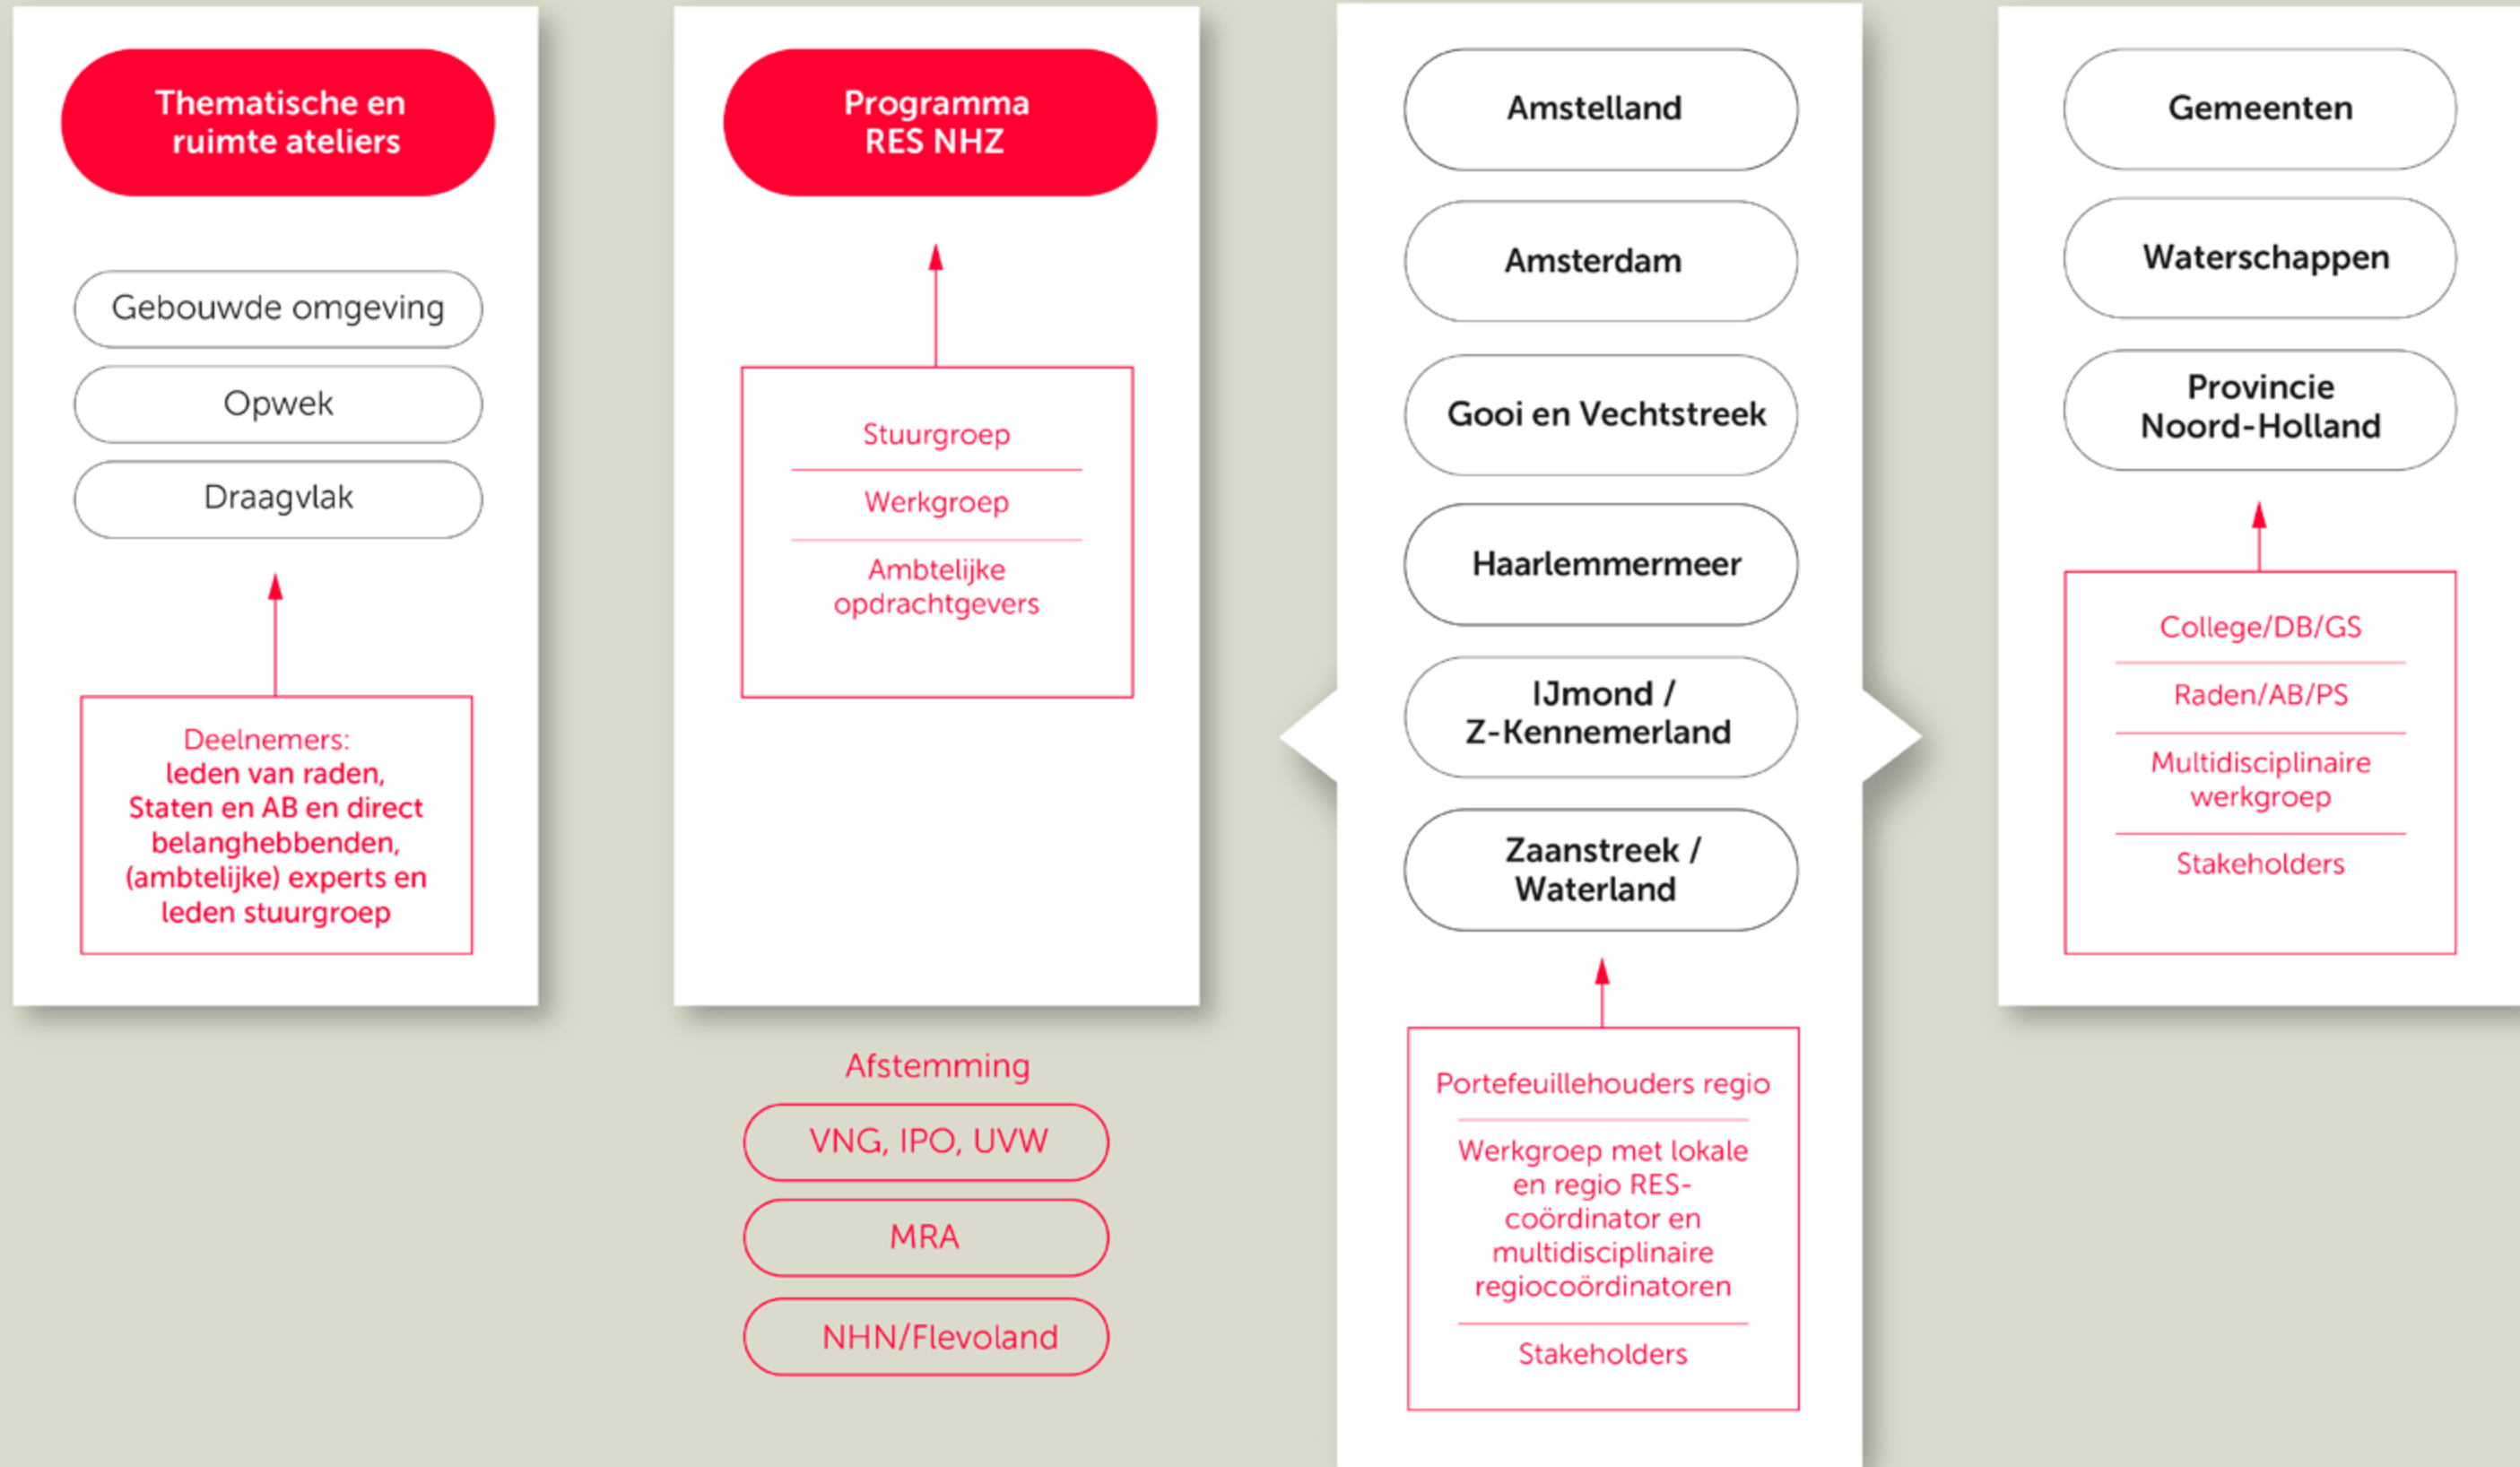 Thematische en
ruimte ateliers
Gebouwde omgeving
Opwek
Draagvlak
Deelnemers:
leden van raden,
Staten en AB en direct
belanghebbenden,
(ambtelijke) experts en
leden stuurgroep
Programma
RES NHZ
Stuurgroep
Werkgroep
Ambtelijke
opdrachtgevers
Afstemming
VNG, IPO, UVW
MRA
NHN/Flevoland
Amstelland
Amsterdam
Gooi en Vechtstreek
Haarlemmermeer
IJmond /
Z-Kennemerland
Zaanstreek /
Waterland
Portefeuillehouders regio
Werkgroep met lokale
en regio RES-
coördinator en
multidisciplinaire
regiocoördinatoren
Stakeholders
Gemeenten
Waterschappen
Provincie
Noord-Holland
College/DB/GS
Raden/AB/PS
Multidisciplinaire
werkgroep
Stakeholders